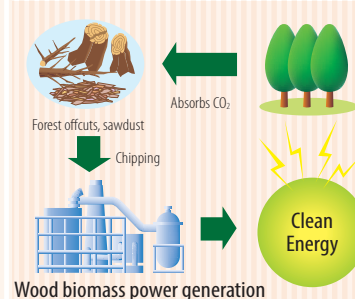 Absorbs CO₂
Forest offcuts, sawdust
Chipping
Clean
Energy
Wood biomass power generation